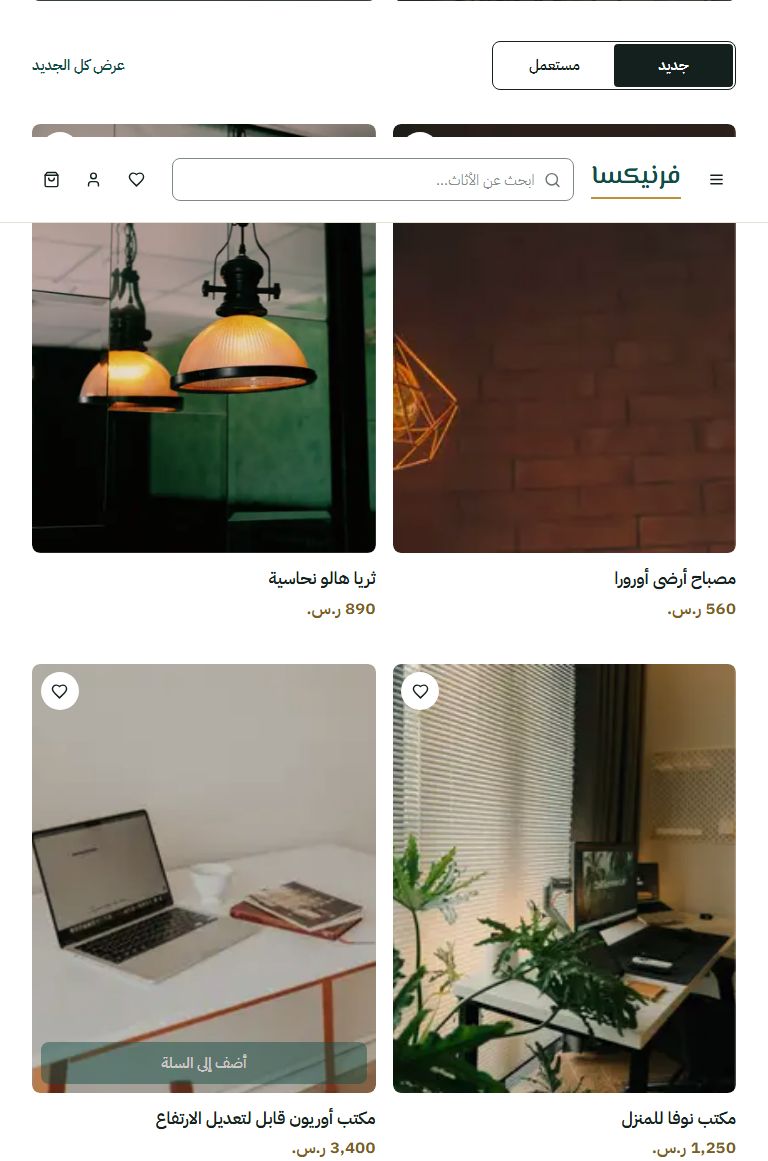 جديد
مستعمل
عرض كل الجديد
فرنيكسا
ابحث عن الأثاث...
مصباح أرضي أورورا
560 ر.س.
ثريا هالو نحاسية
890 ر.س.
أضف إلى السلة
مكتب نوفا للمنزل
1,250 ر.س.
مكتب أوريون قابل لتعديل الارتفاع
3,400 ر.س.